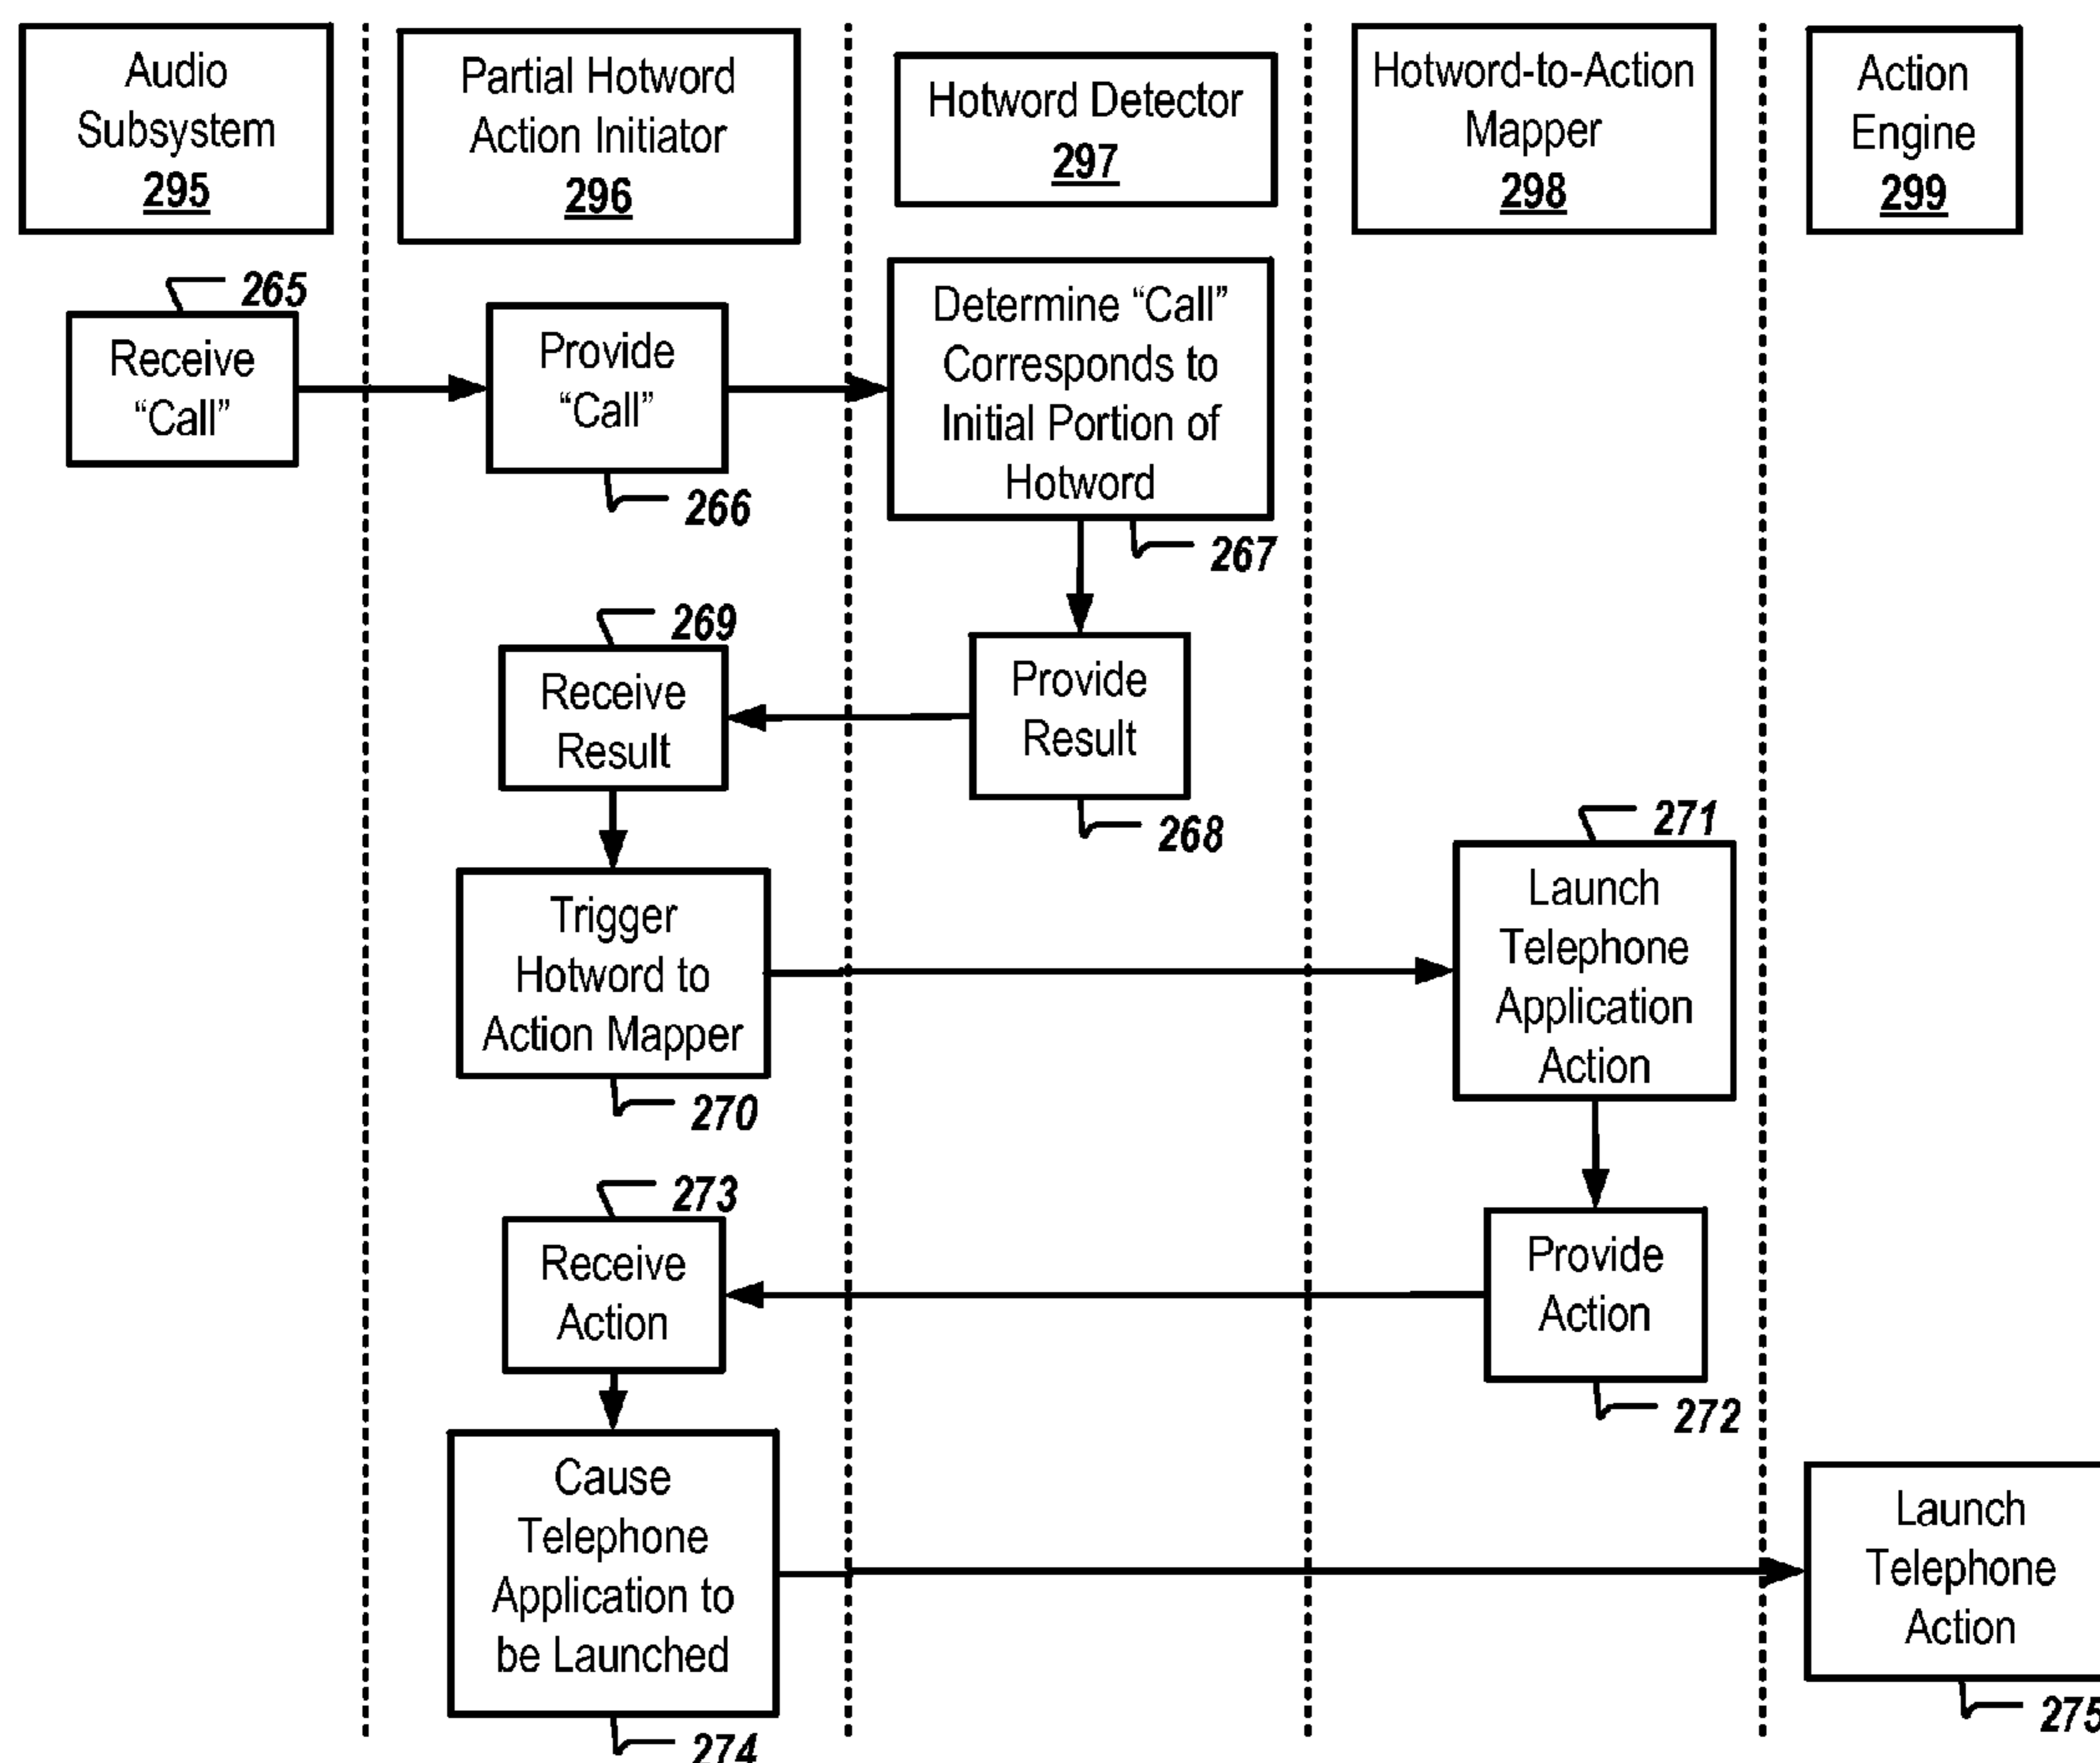 Audio
Subsystem
295
Partial Hotword
Action Initiator
296
Hotword Detector
297
Hotword-to-Action
Mapper
298
Action
Engine
299
265
Receive
“Call”
Provide
“Call”
266
Determine “Call”
Corresponds to
Initial Portion of
Hotword
267
Provide
Result
268
269
Receive
Result
Trigger
Hotword to
Action Mapper
270
271
Launch
Telephone
Application
Action
Provide
Action
272
273
Receive
Action
Cause
Telephone
Application to
be Launched
274
Launch
Telephone
Action
275